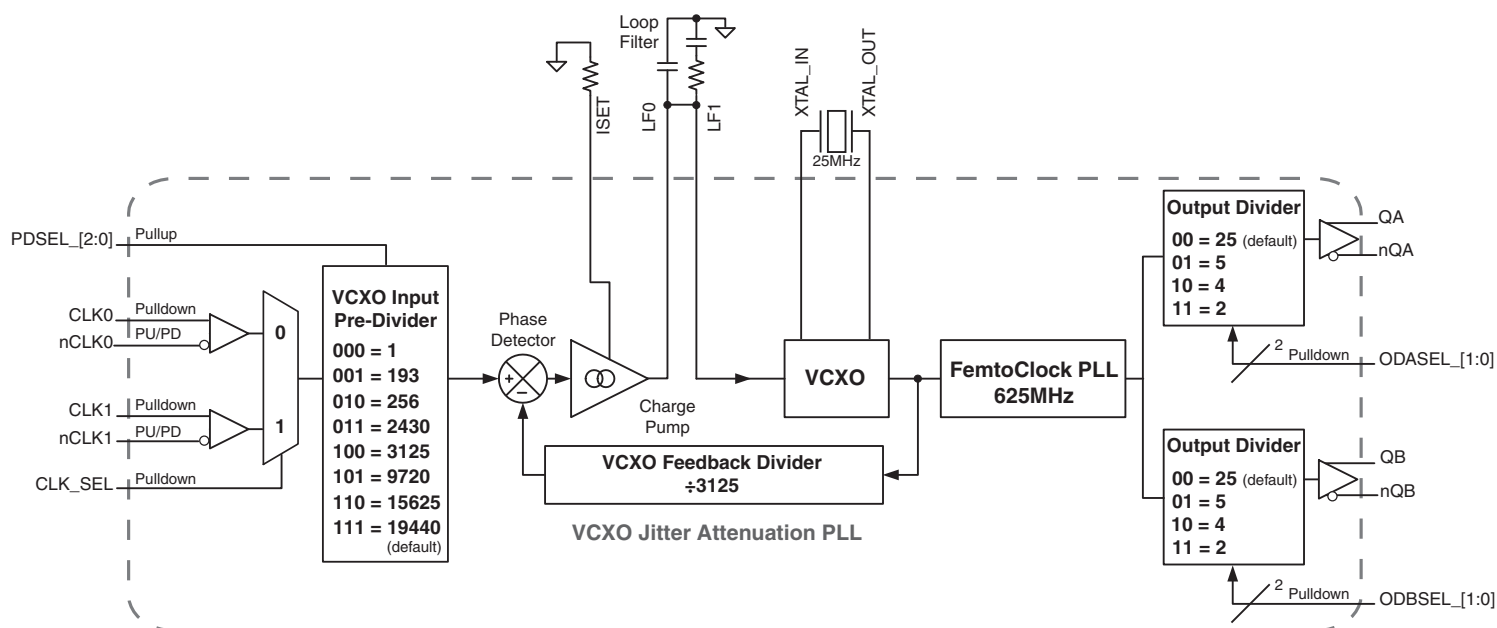 Loop
Filter
XTAL_IN
XTAL_OUT
ISET
LF0
LF1
25MHz
PDSEL_[2:0]
Pullup
CLK0
Pulldown
nCLK0
PU/PD
CLK1
Pulldown
nCLK1
PU/PD
CLK_SEL
Pulldown
0
1
VCXO Input
Pre-Divider
000 = 1
001 = 193
010 = 256
011 = 2430
100 = 3125
101 = 9720
110 = 15625
111 = 19440
(default)
Phase
Detector
+
−
Charge
Pump
VCXO
VCXO Feedback Divider
÷3125
VCXO Jitter Attenuation PLL
FemtoClock PLL
625MHz
Output Divider
00 = 25 (default)
01 = 5
10 = 4
11 = 2
QA
nQA
2
Pulldown
ODASEL_[1:0]
Output Divider
00 = 25 (default)
01 = 5
10 = 4
11 = 2
QB
nQB
2
Pulldown
ODBSEL_[1:0]